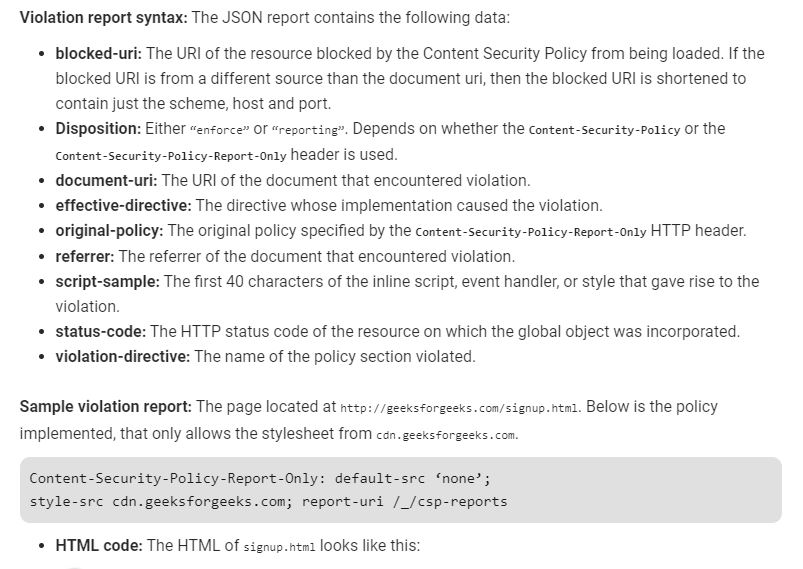 Violation report syntax: The JSON report contains the following data:
• blocked-uri: The URI of the resource blocked by the Content Security Policy from being loaded. If the
blocked URI is from a different source than the document uri, then the blocked URI is shortened to
contain just the scheme, host and port.
• Disposition: Either “enforce” or “reporting”. Depends on whether the Content-Security-Policy or the
Content-Security-Policy-Report-Only header is used.
• document-uri: The URI of the document that encountered violation.
• effective-directive: The directive whose implementation caused the violation.
• original-policy: The original policy specified by the Content-Security-Policy-Report-Only HTTP header.
• referrer: The referrer of the document that encountered violation.
• script-sample: The first 40 characters of the inline script, event handler, or style that gave rise to the
violation.
• status-code: The HTTP status code of the resource on which the global object was incorporated.
• violation-directive: The name of the policy section violated.
Sample violation report: The page located at http://geeksforgeeks.com/signup.html. Below is the policy
implemented, that only allows the stylesheet from cdn.geeksforgeeks.com.
Content-Security-Policy-Report-Only: default-src ‘none’;
style-src cdn.geeksforgeeks.com; report-uri /_/csp-reports
• HTML code: The HTML of signup.html looks like this: